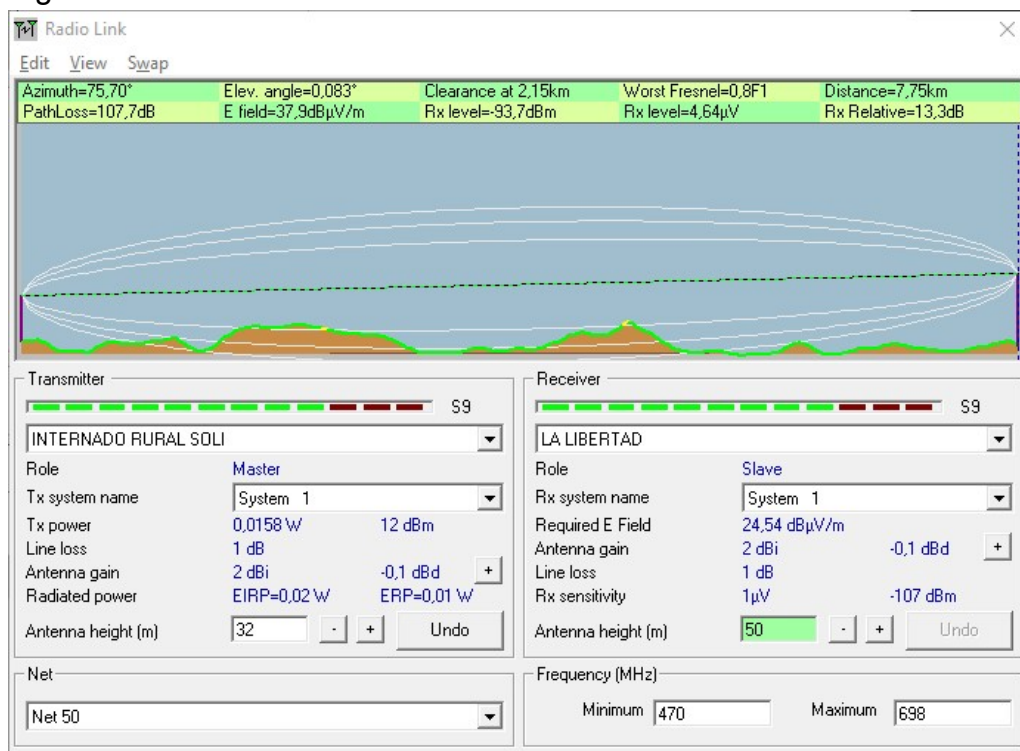 Radio Link
Edit View Swap
Azimuth=75,70° Elev. angle=0,083° Clearance at 2,15km Worst Fresnel=0,8F1 Distance=7,75km
PathLoss=107,7dB E field=37,9dBµV/m Rx level=-93,7dBm Rx level=4,64µV Rx Relative=13,3dB
Transmitter
S9
INTERNADO RURAL SOLI
Role Master
Tx system name System 1
Tx power 0,0158 W 12 dBm
Line loss 1 dB
Antenna gain 2 dBi -0,1 dBd +
Radiated power EIRP=0,02 W ERP=0,01 W
Antenna height (m) 32 - + Undo
Net
Net 50
Receiver
S9
LA LIBERTAD
Role Slave
Rx system name System 1
Required E Field 24,54 dBµV/m
Antenna gain 2 dBi -0,1 dBd +
Line loss 1 dB
Rx sensitivity 1µV -107 dBm
Antenna height (m) 50 - + Undo
Frequency (MHz)
Minimum 470 Maximum 698